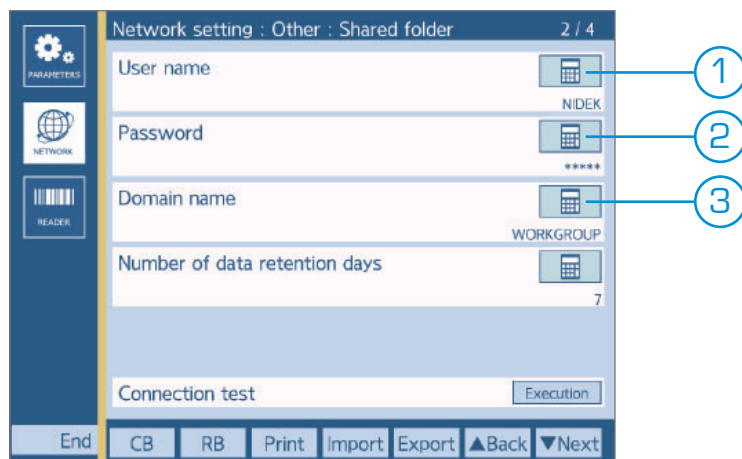 Network setting : Other : Shared folder 2 / 4
PARAMETERS
User name
NIDEK
1
NETWORK
Password
*****
2
READER
Domain name
WORKGROUP
3
Number of data retention days
7
Connection test Execution
End CB RB Print Import Export ▲Back ▼Next